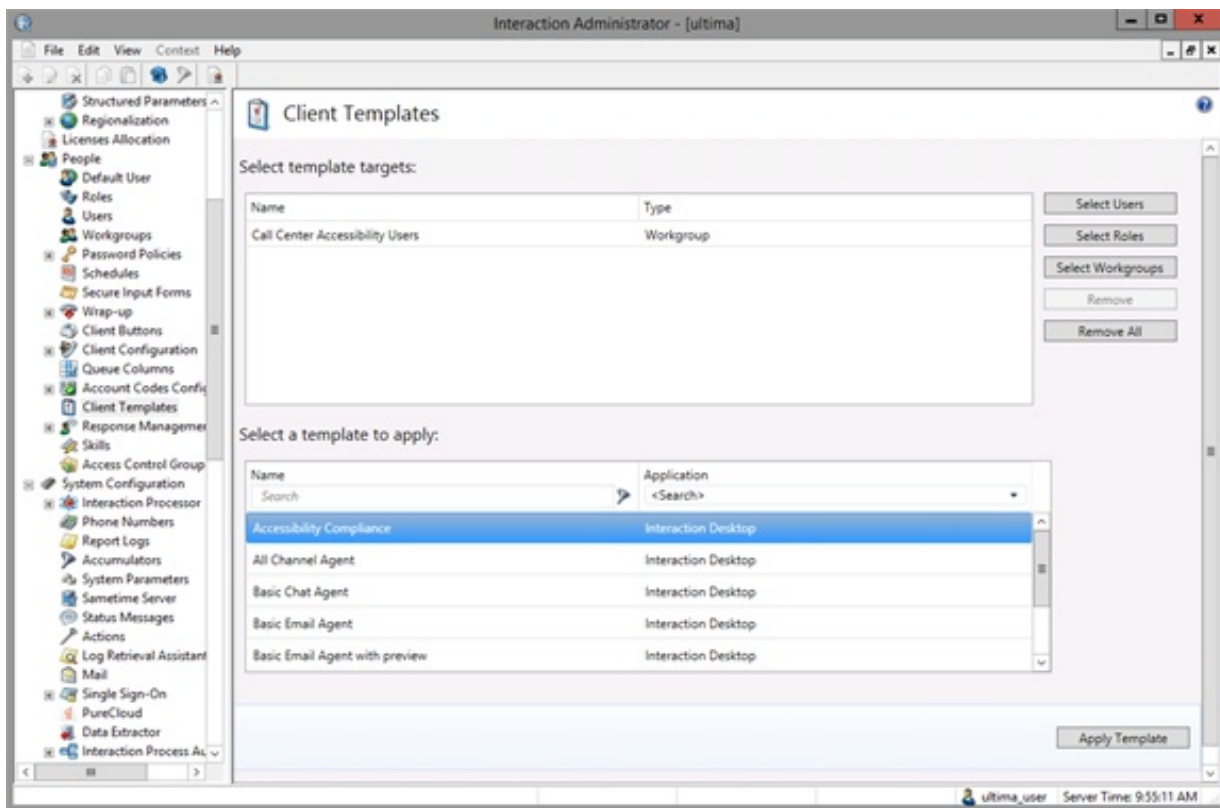 Interaction Administrator - [ultima]
File Edit View Context Help
Structured Parameters
Regionalization
Licenses Allocation
People
Default User
Roles
Users
Workgroups
Password Policies
Schedules
Secure Input Forms
Wrap-up
Client Buttons
Client Configuration
Queue Columns
Account Codes Config
Client Templates
Response Managemen
Skills
Access Control Group
System Configuration
Interaction Processor
Phone Numbers
Report Logs
Accumulators
System Parameters
Sametime Server
Status Messages
Actions
Log Retrieval Assistant
Mail
Single Sign-On
PureCloud
Data Extractor
Interaction Process Au
Client Templates
Select template targets:
Name Type
Call Center Accessibility Users Workgroup
Select Users
Select Roles
Select Workgroups
Remove
Remove All
Select a template to apply:
Name Application
Search <Search>
Accessibility Compliance Interaction Desktop
All Channel Agent Interaction Desktop
Basic Chat Agent Interaction Desktop
Basic Email Agent Interaction Desktop
Basic Email Agent with preview Interaction Desktop
Apply Template
ultima_user Server Time: 9:55:11 AM